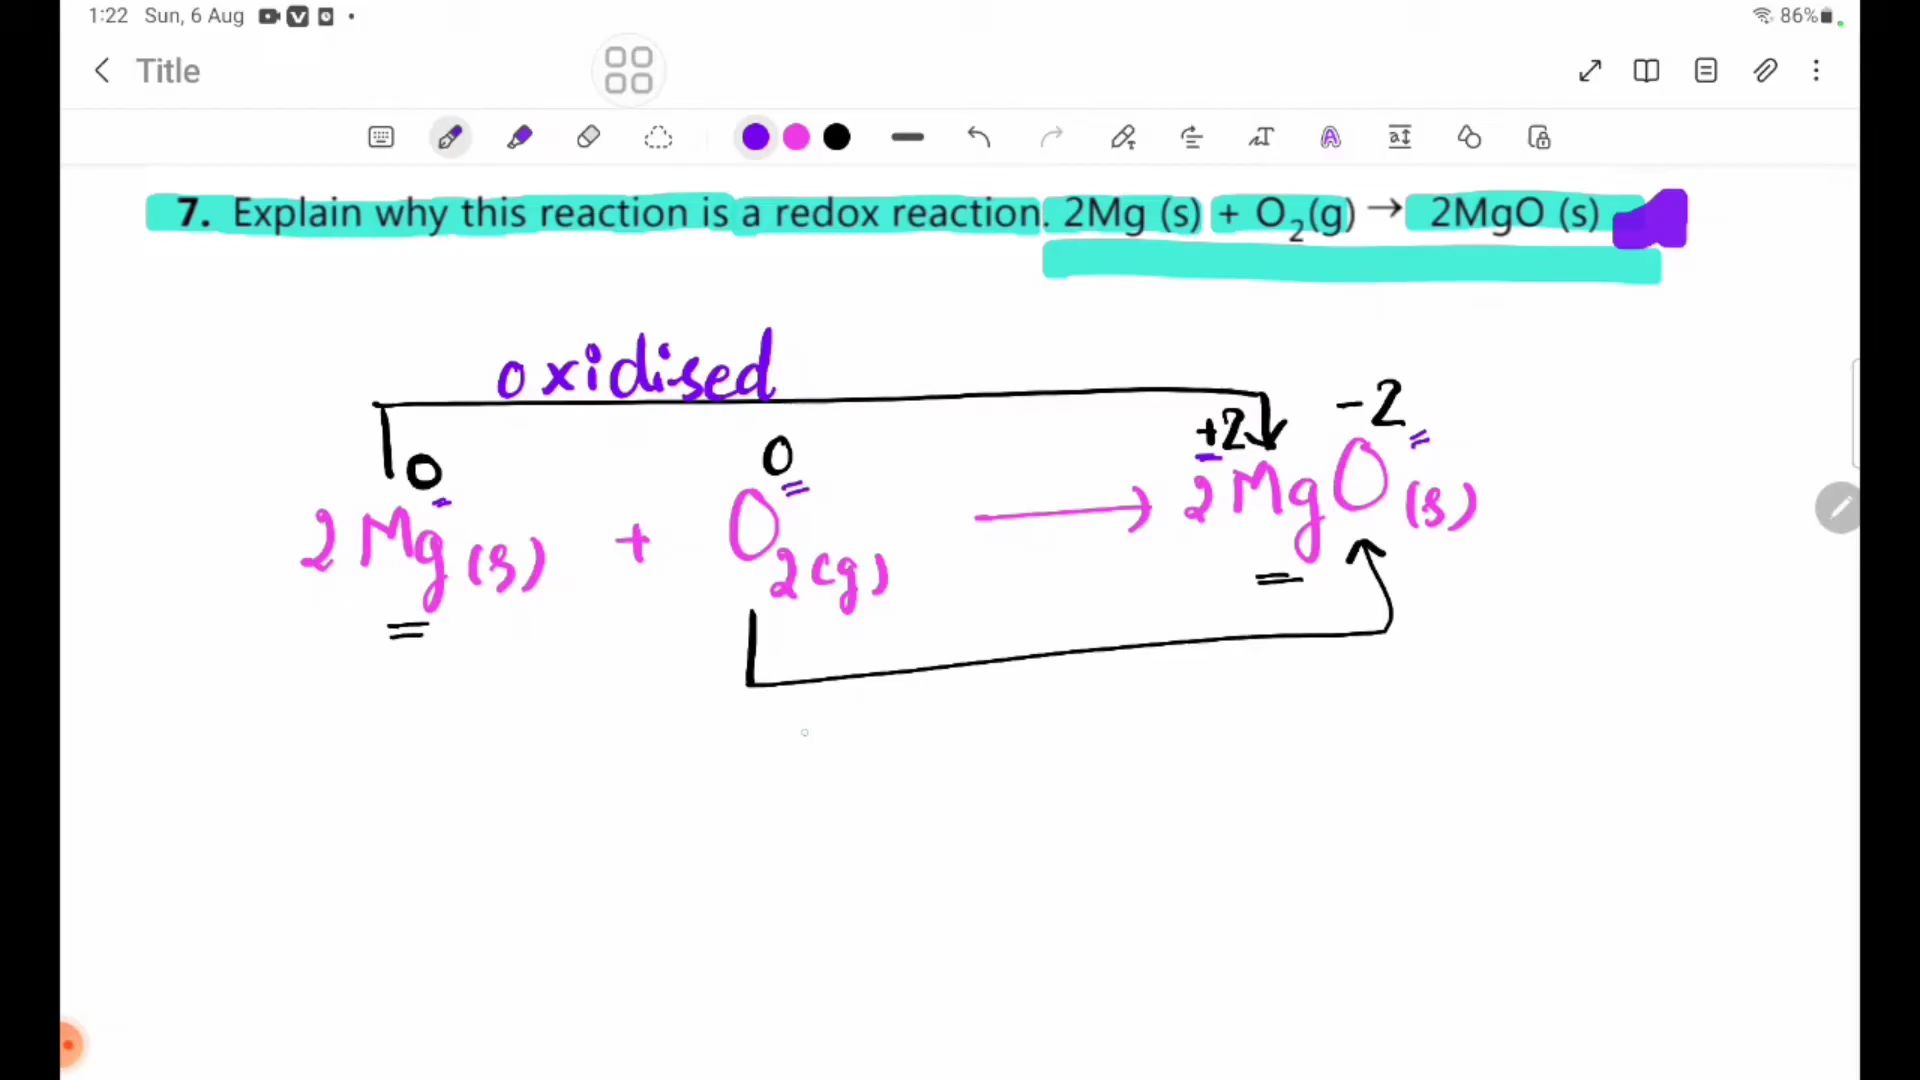 1:22 Sun, 6 Aug
86%
Title
7. Explain why this reaction is a redox reaction. 2Mg (s) + O₂(g) → 2MgO (s)
oxidised
0 0 +2 -2
2Mg(s) + O₂(g) → 2MgO(s)